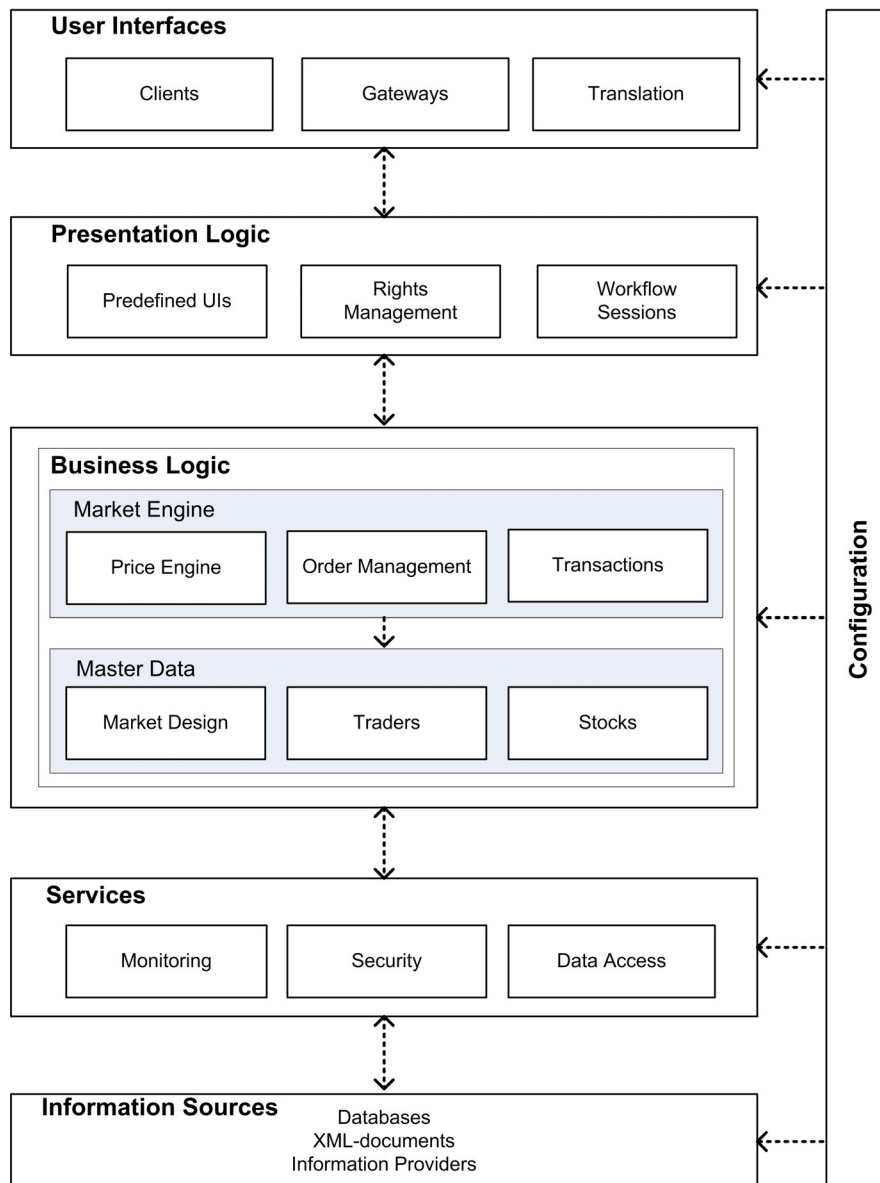 User Interfaces
Clients
Gateways
Translation
Presentation Logic
Predefined UIs
Rights
Management
Workflow
Sessions
Business Logic
Market Engine
Price Engine
Order Management
Transactions
Master Data
Market Design
Traders
Stocks
Services
Monitoring
Security
Data Access
Information Sources
Databases
XML-documents
Information Providers
Configuration